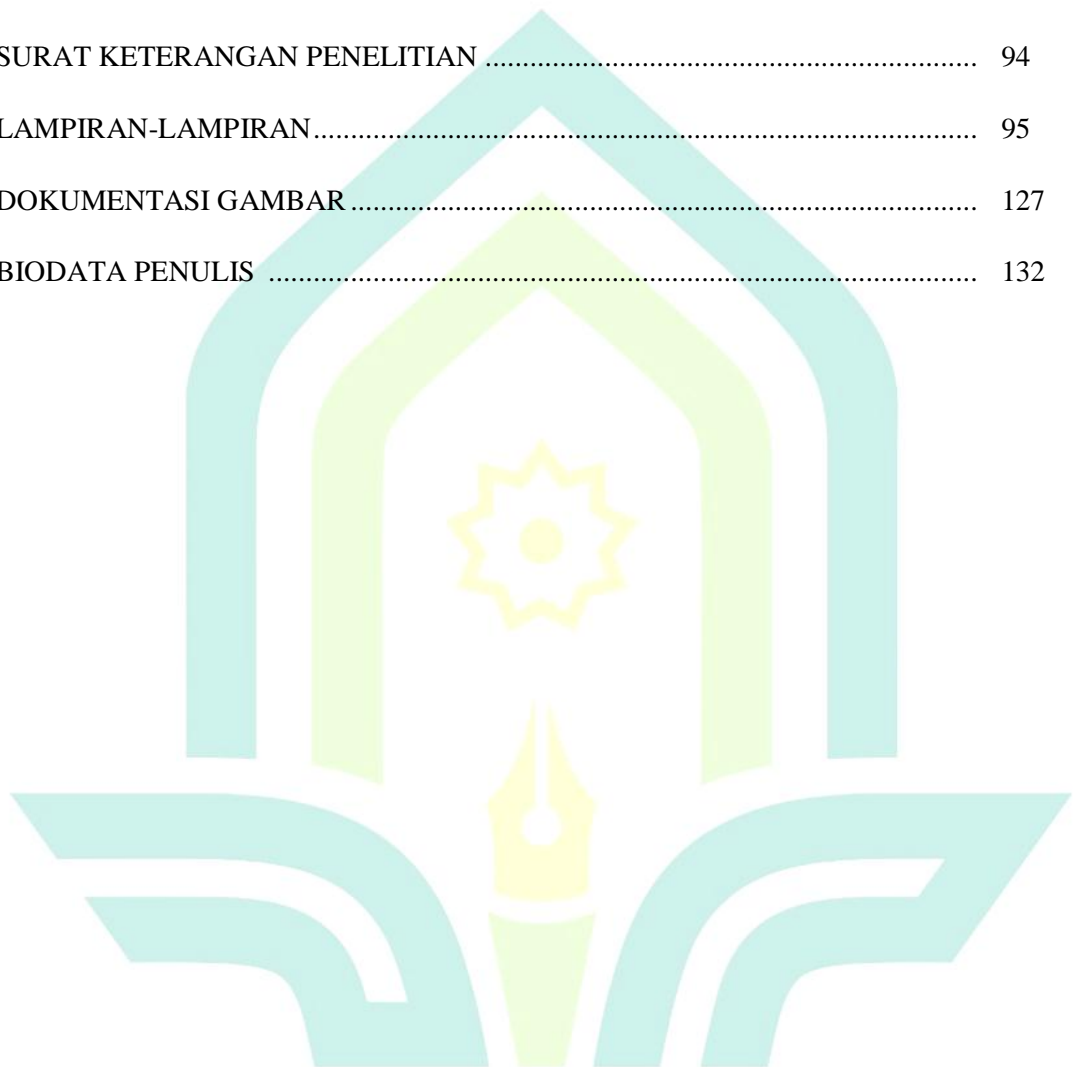 SURAT KETERANGAN PENELITIAN ........................................................................ 94
LAMPIRAN-LAMPIRAN................................................................................................. 95
DOKUMENTASI GAMBAR ........................................................................................... 127
BIODATA PENULIS ........................................................................................................ 132